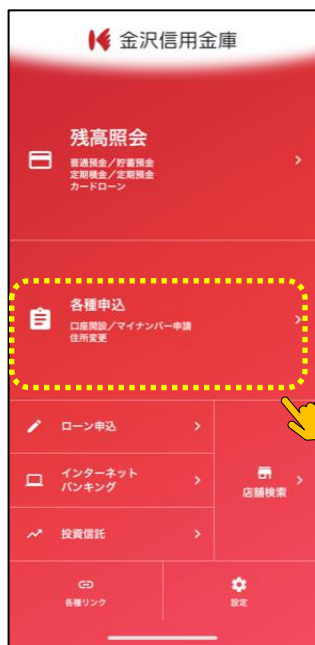 金沢信用金庫
残高照会
普通預金／貯蓄預金
定期積金／定期預金
カードローン
各種申込
口座開設／マイナンバー申請
住所変更
ローン申込
インターネット
バンキング
投資信託
店舗検索
各種リンク
設定